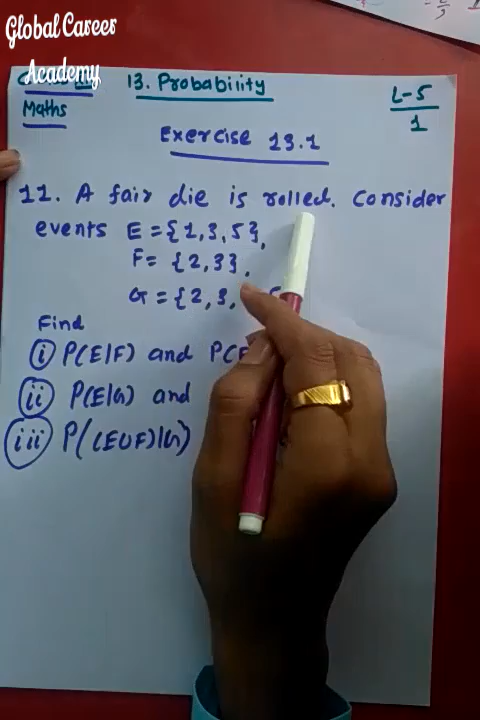 Global Career
Academy
Maths
13. Probability
L-5
1
Exercise 13.1
11. A fair die is rolled. Consider
events E = {1,3,5},
F = {2,3},
G = {2, 3,
Find
(i) P(E|F) and P(F
(ii) P(E|G) and
(iii) P((EUF)|G)